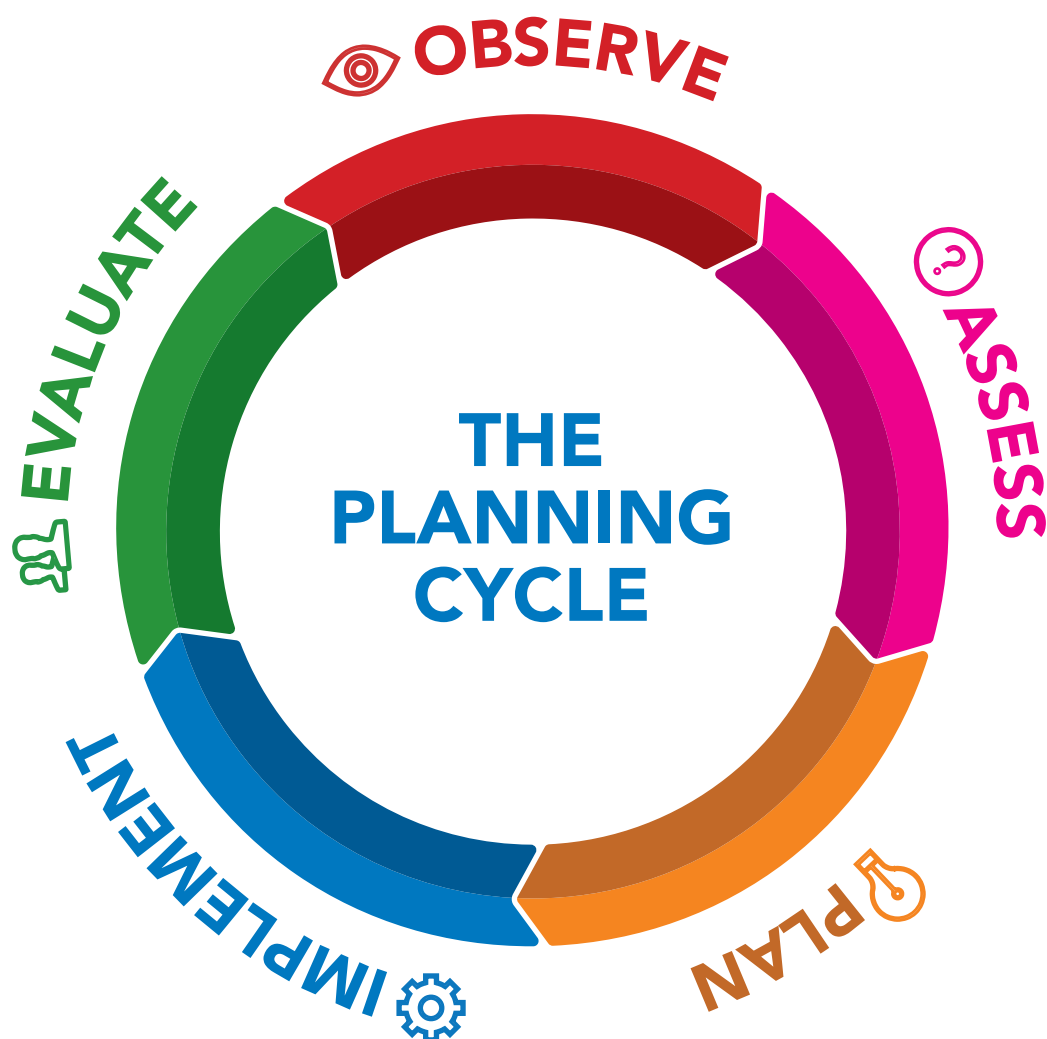 OBSERVE
ASSESS
PLAN
IMPLEMENT
EVALUATE
THE
PLANNING
CYCLE